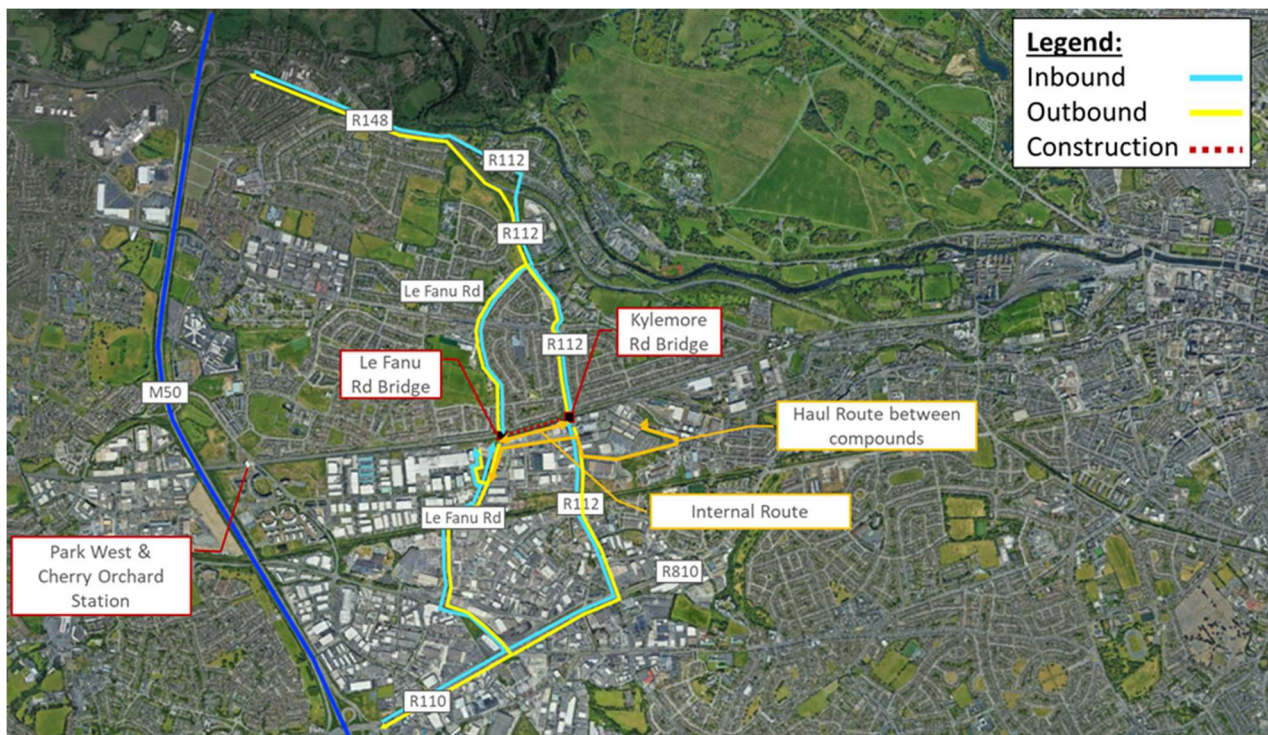 Legend:
Inbound
Outbound
Construction
R148
R112
R112
Le Fanu Rd
Kylemore
Rd Bridge
R112
Le Fanu
Rd Bridge
M50
Haul Route between
compounds
R112
Internal Route
Le Fanu Rd
Park West &
Cherry Orchard
Station
R810
R110